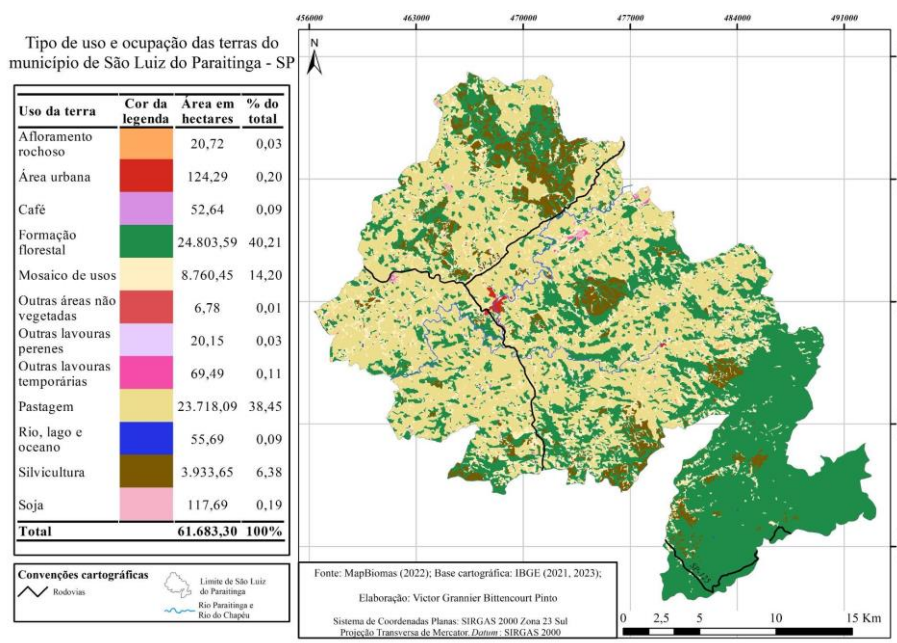 Tipo de uso e ocupação das terras do
município de São Luiz do Paraitinga - SP
Uso da terra Cor da legenda Área em hectares % do total
Afloramento rochoso 20,72 0,03
Área urbana 124,29 0,20
Café 52,64 0,09
Formação florestal 24.803,59 40,21
Mosaico de usos 8.760,45 14,20
Outras áreas não vegetadas 6,78 0,01
Outras lavouras perenes 20,15 0,03
Outras lavouras temporárias 69,49 0,11
Pastagem 23.718,09 38,45
Rio, lago e oceano 55,69 0,09
Silvicultura 3.933,65 6,38
Soja 117,69 0,19
Total 61.683,30 100%
Convenções cartográficas
Rodovias
Limite de São Luiz
do Paraitinga
Rio Paraitinga e
Rio do Chapéu
456000 463000 470000 477000 484000 491000
N
SP-125
Fonte: MapBiomas (2022); Base cartográfica: IBGE (2021, 2023);
Elaboração: Victor Grannier Bittencourt Pinto
Sistema de Coordenadas Planas: SIRGAS 2000 Zona 23 Sul
Projeção Transversa de Mercator. Datum: SIRGAS 2000
0 2,5 5 10 15 Km